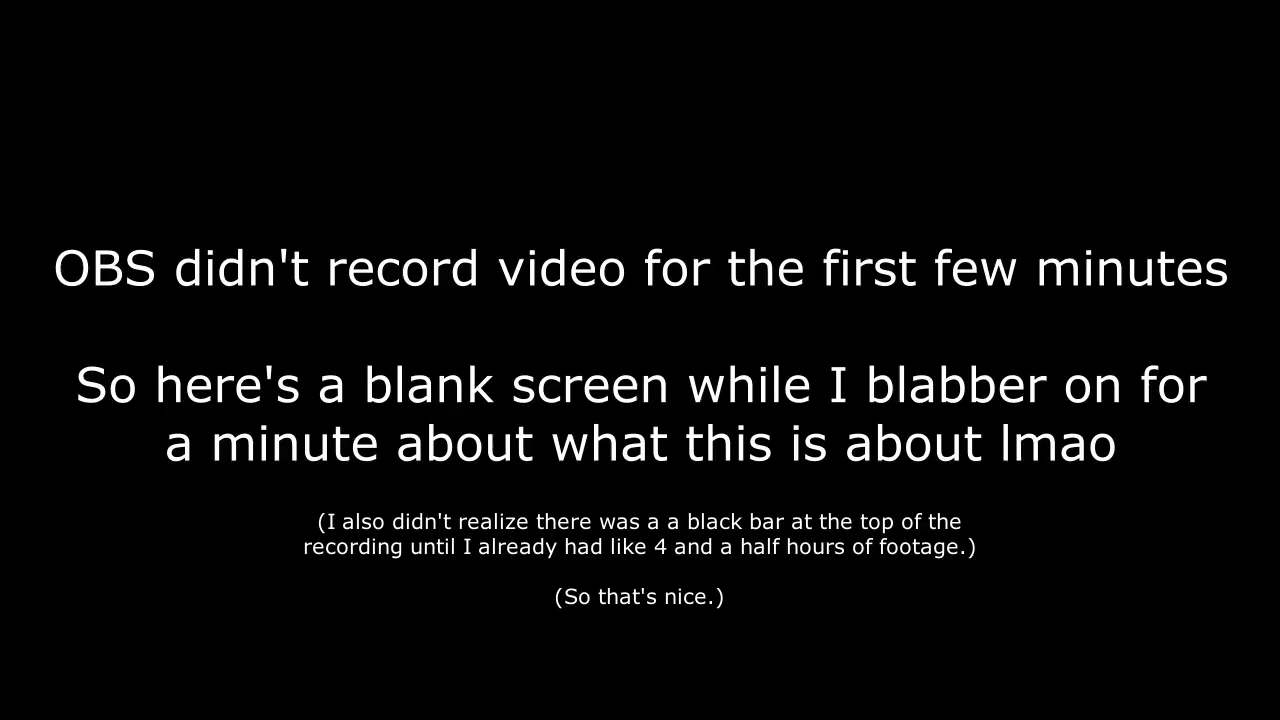 OBS didn't record video for the first few minutes
So here's a blank screen while I blabber on for
a minute about what this is about lmao
(I also didn't realize there was a a black bar at the top of the
recording until I already had like 4 and a half hours of footage.)
(So that's nice.)